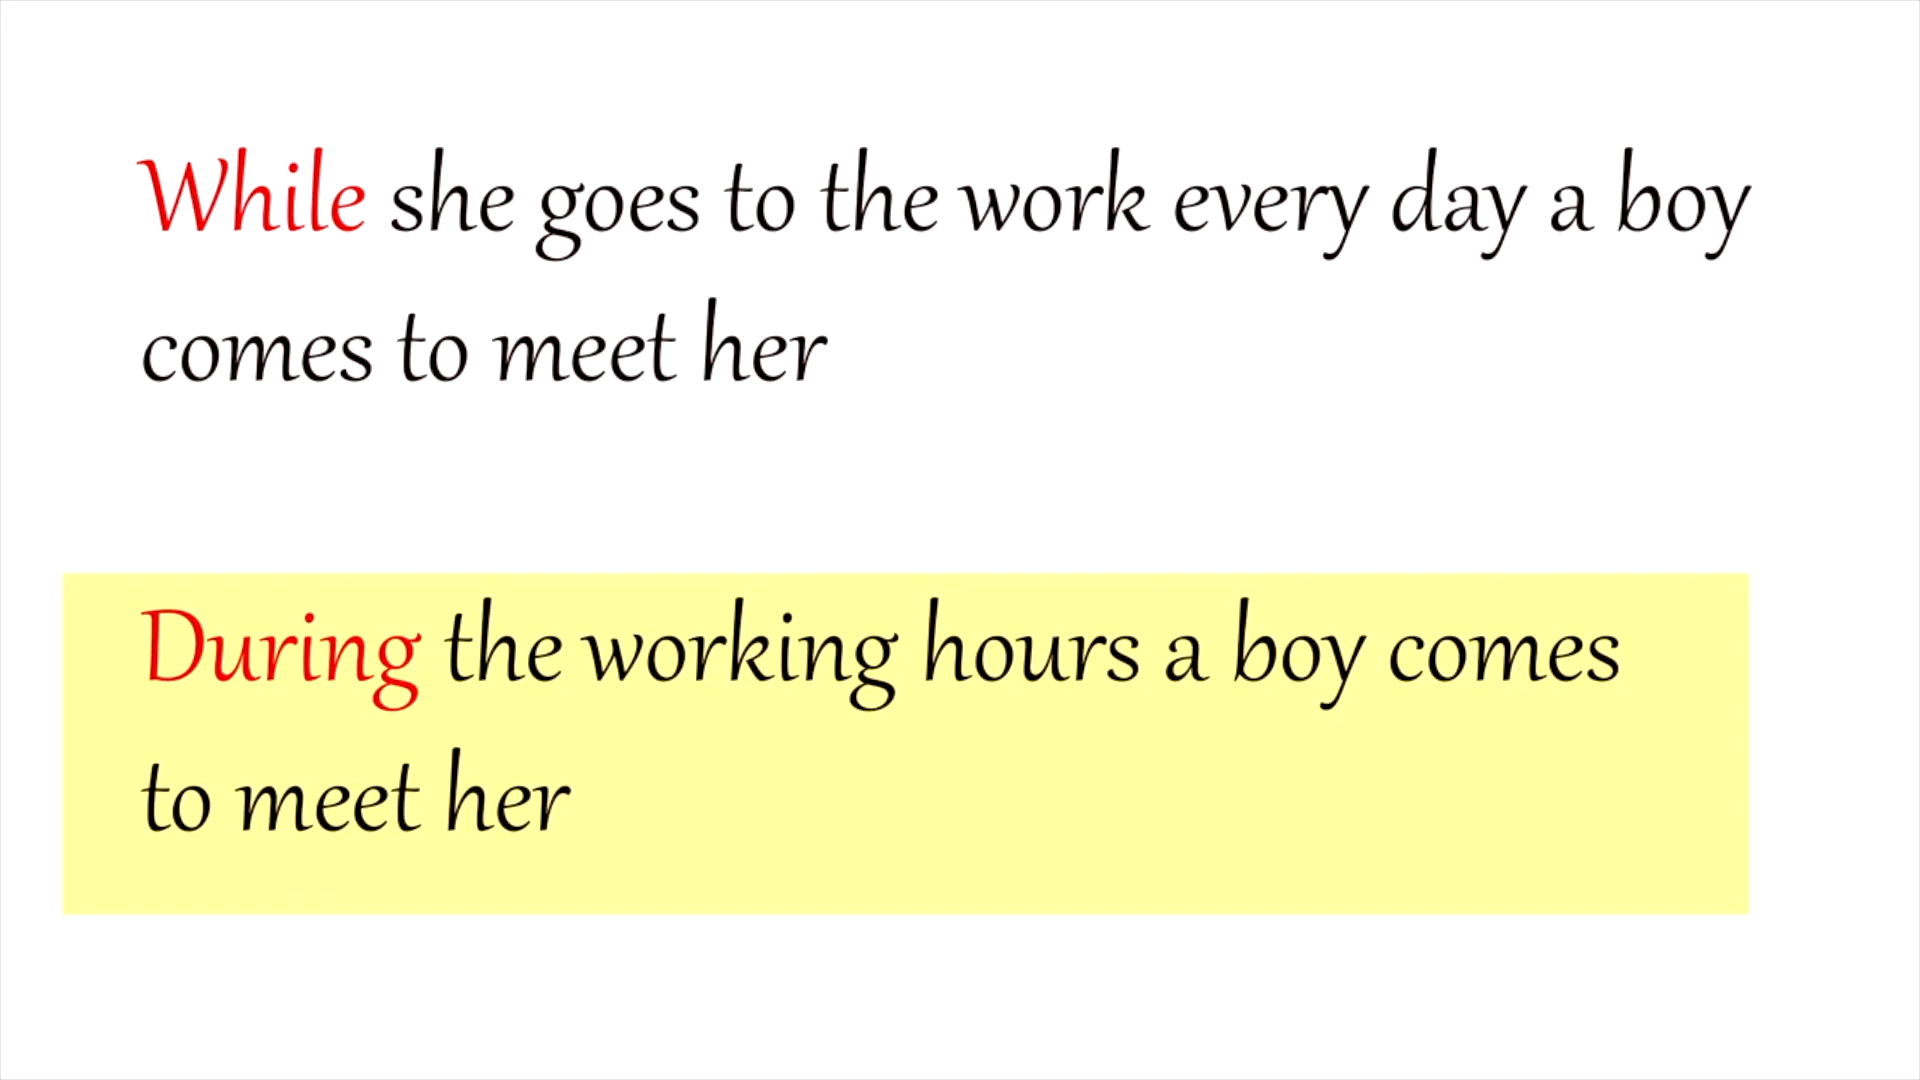 While she goes to the work every day a boy
comes to meet her
During the working hours a boy comes
to meet her